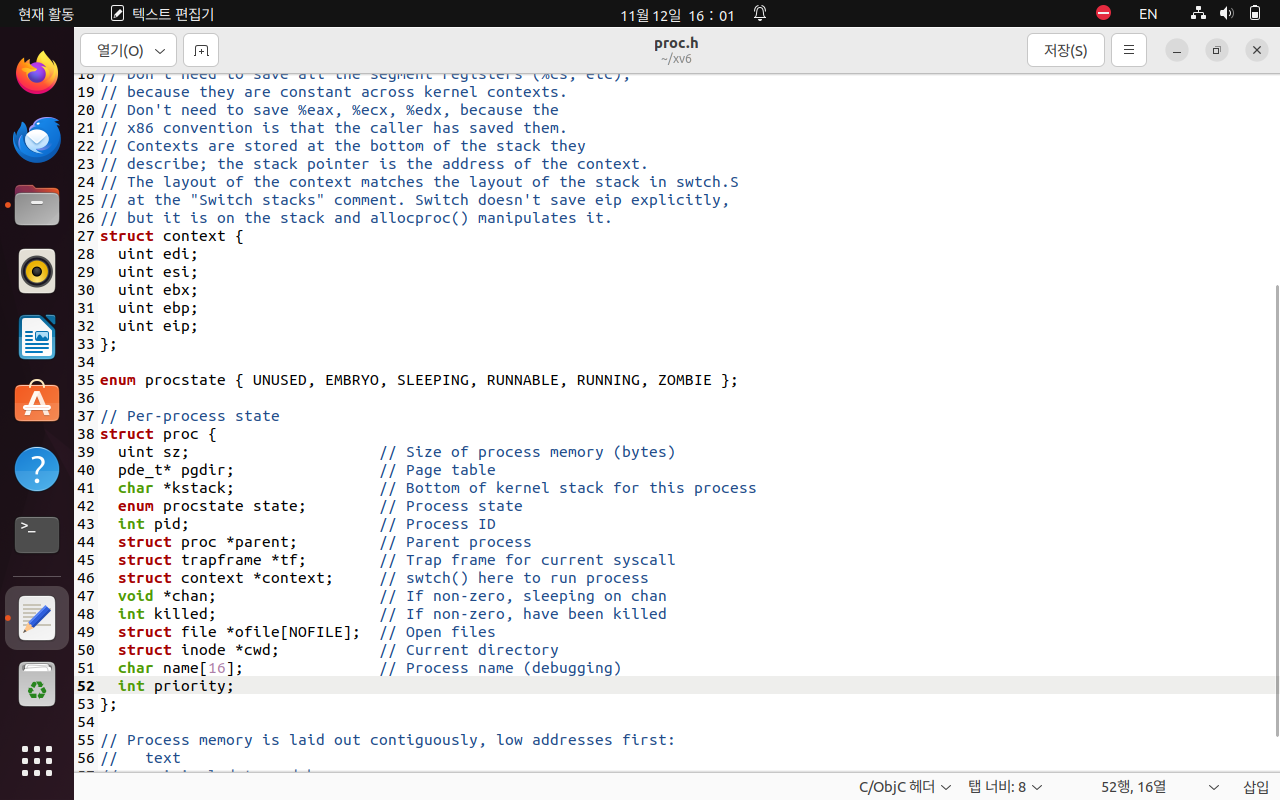 현재 활동
텍스트 편집기
11월 12일 16 : 01
EN
열기(O)
proc.h
~/xv6
저장(S)
18 // Don't need to save all the segment registers (%cs, etc),
19 // because they are constant across kernel contexts.
20 // Don't need to save %eax, %ecx, %edx, because the
21 // x86 convention is that the caller has saved them.
22 // Contexts are stored at the bottom of the stack they
23 // describe; the stack pointer is the address of the context.
24 // The layout of the context matches the layout of the stack in swtch.S
25 // at the "Switch stacks" comment. Switch doesn't save eip explicitly,
26 // but it is on the stack and allocproc() manipulates it.
27 struct context {
28   uint edi;
29   uint esi;
30   uint ebx;
31   uint ebp;
32   uint eip;
33 };
34
35 enum procstate { UNUSED, EMBRYO, SLEEPING, RUNNABLE, RUNNING, ZOMBIE };
36
37 // Per-process state
38 struct proc {
39   uint sz;                     // Size of process memory (bytes)
40   pde_t* pgdir;                // Page table
41   char *kstack;                // Bottom of kernel stack for this process
42   enum procstate state;        // Process state
43   int pid;                     // Process ID
44   struct proc *parent;         // Parent process
45   struct trapframe *tf;        // Trap frame for current syscall
46   struct context *context;     // swtch() here to run process
47   void *chan;                  // If non-zero, sleeping on chan
48   int killed;                  // If non-zero, have been killed
49   struct file *ofile[NOFILE];  // Open files
50   struct inode *cwd;           // Current directory
51   char name[16];               // Process name (debugging)
52   int priority;
53 };
54
55 // Process memory is laid out contiguously, low addresses first:
56 //   text
C/ObjC 헤더
탭 너비: 8
52행, 16열
삽입